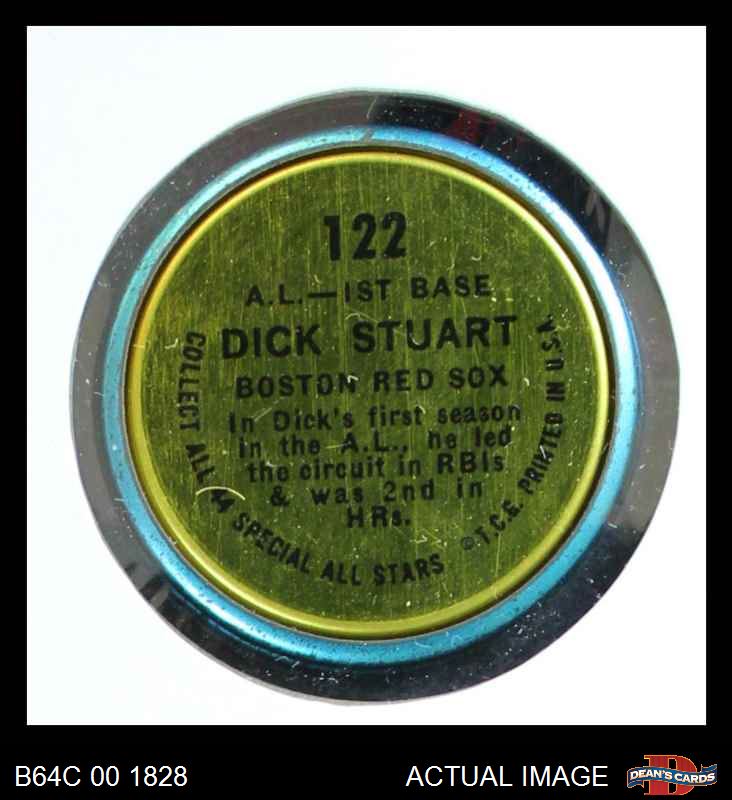 122
A.L.—1ST BASE
DICK STUART
BOSTON RED SOX
In Dick's first season
in the A.L., he led
the circuit in RBIs
& was 2nd in
HRs.
COLLECT ALL 44 SPECIAL ALL STARS
©T.C.G. PRINTED IN USA
B64C 00 1828
ACTUAL IMAGE
DEAN'S CARDS